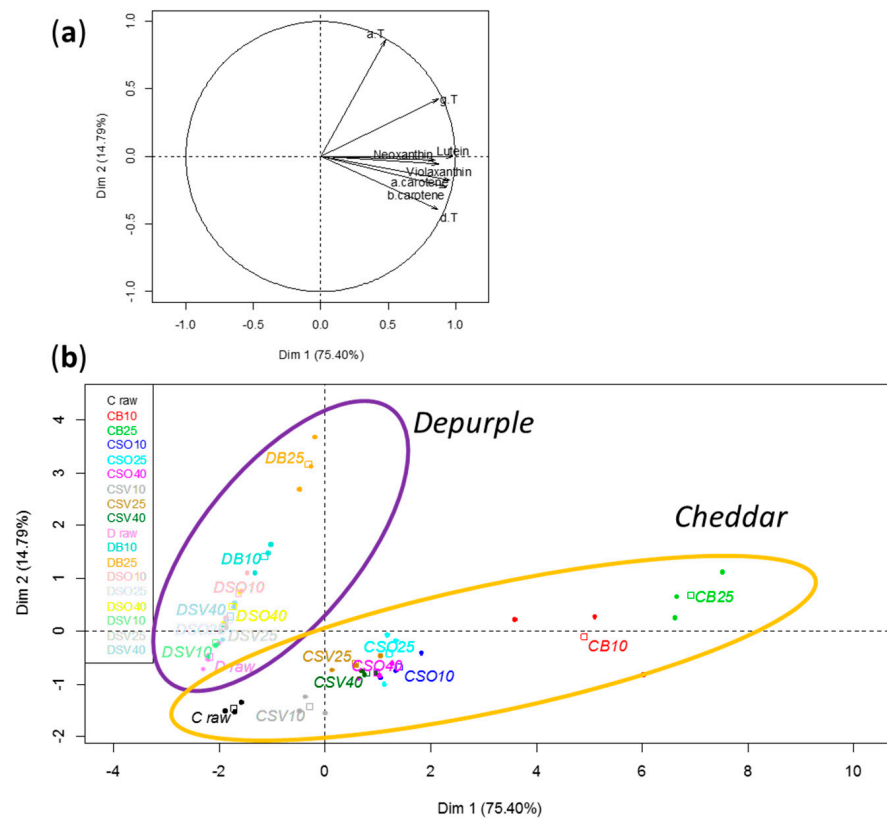 (a)
1.0
0.5
0.0
-0.5
-1.0
Dim 2 (14.79%)
a.T
g.T
Neoxanthin
Lutein
Violaxanthin
a.carotene
b.carotene
d.T
-1.0 -0.5 0.0 0.5 1.0
Dim 1 (75.40%)
(b)
4
3
2
1
0
-1
-2
Dim 2 (14.79%)
C raw
CB10
CB25
CSO10
CSO25
CSO40
CSV10
CSV25
CSV40
D raw
DB10
DB25
DSO10
DSO25
DSO40
DSV10
DSV25
DSV40
Depurple
Cheddar
DB25
DB10
DSO10
DSV40
DSO40
DSO25
DSV25
DSV10
D raw
C raw
CSV10
CSV25
CSV40
CSO40
CSO25
CSO10
CB10
CB25
-4 -2 0 2 4 6 8 10
Dim 1 (75.40%)